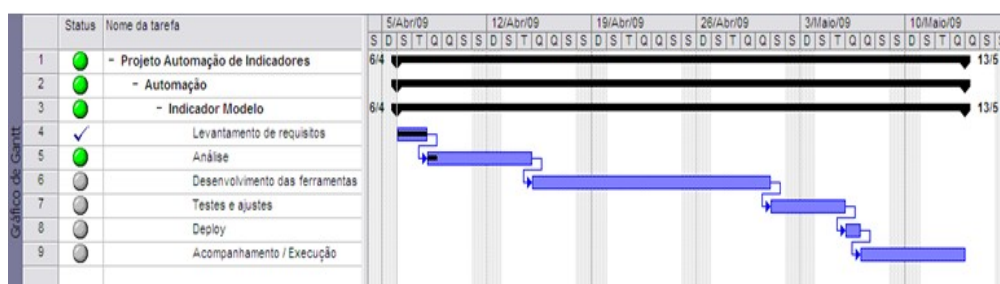 Status Nome da tarefa 5/Abr/09 12/Abr/09 19/Abr/09 26/Abr/09 3/Maio/09 10/Maio/09
S D S T Q Q S S D S T Q Q S S D S T Q Q S S D S T Q Q S S D S T Q Q S S D S T Q Q S
1 - Projeto Automação de Indicadores 6/4 13/5
2 - Automação
3 - Indicador Modelo 6/4 13/5
4 Levantamento de requisitos
5 Análise
6 Desenvolvimento das ferramentas
7 Testes e ajustes
8 Deploy
9 Acompanhamento / Execução
Gráfico de Gantt